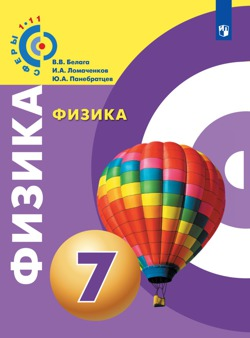 СФЕРЫ 1-11
В.В. Белага
И.А. Ломаченков
Ю.А. Панебратцев
ФИЗИКА
ФИЗИКА
7